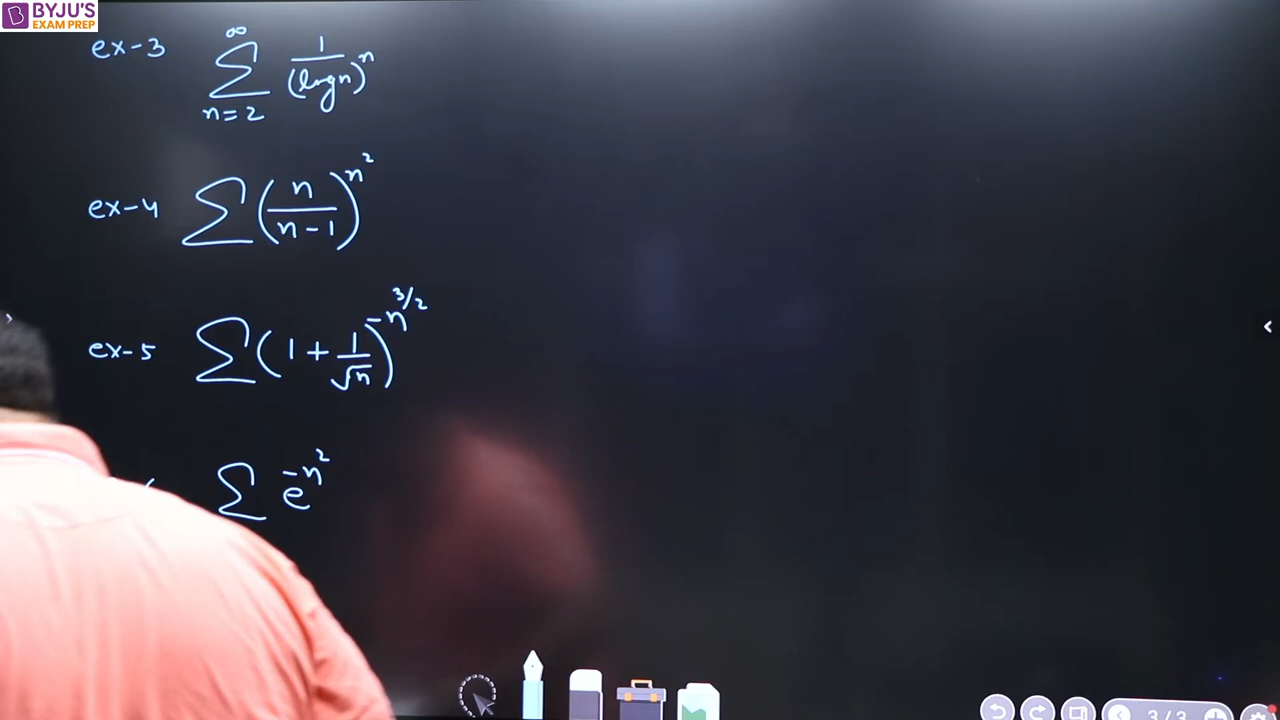 BYJU'S
EXAM PREP
ex-3 ∞∑n=2 1/(logn)^n
ex-4 ∑(n/(n-1))^n²
ex-5 ∑(1+1/√n)^-n^3/2
∑ e^-n²
3/3